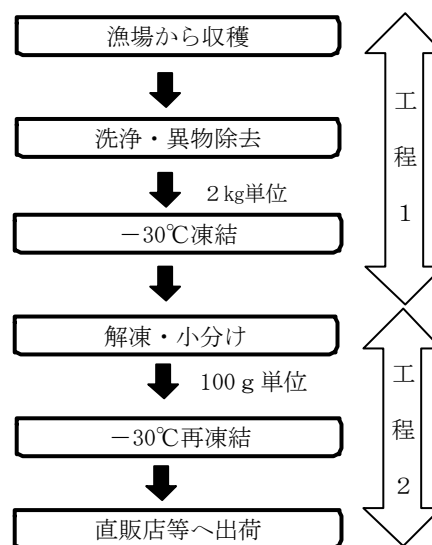 漁場から収穫
洗浄・異物除去
2kg単位
－30℃凍結
解凍・小分け
100g単位
－30℃再凍結
直販店等へ出荷
工程1
工程2